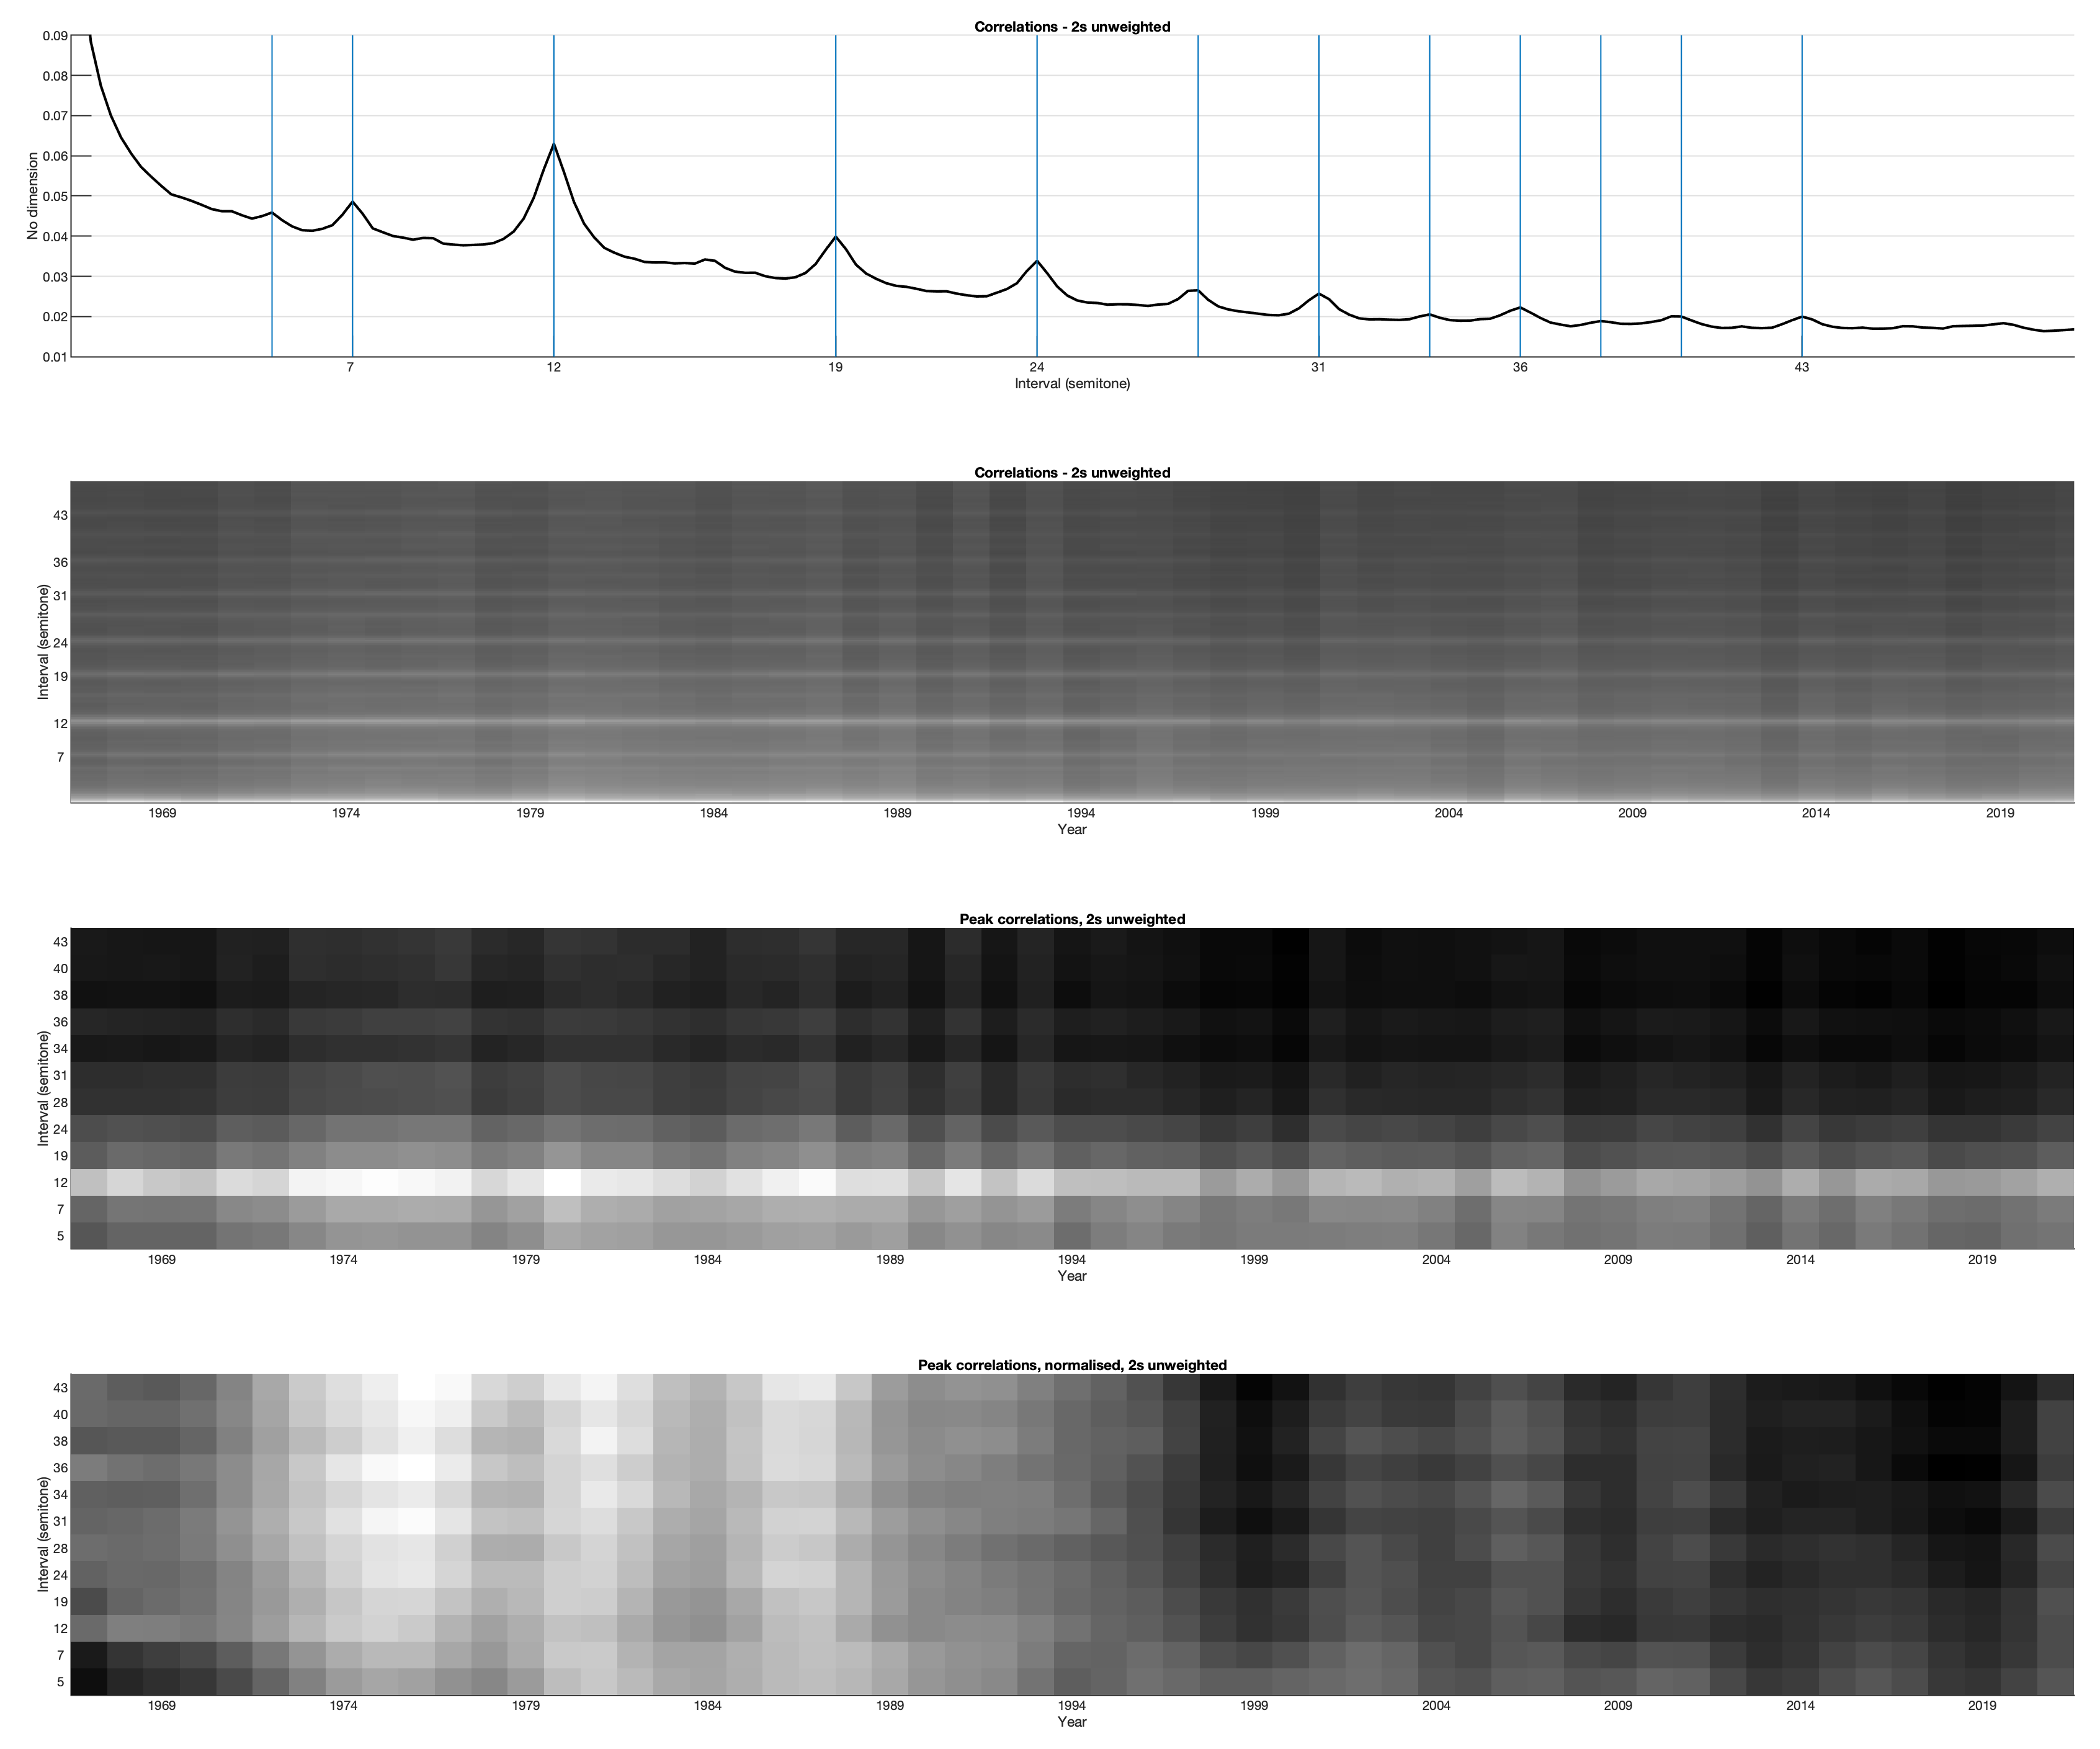 Correlations - 2s unweighted
0.09
0.08
0.07
0.06
0.05
0.04
0.03
0.02
0.01
No dimension
7 12 19 24 31 36 43
Interval (semitone)
Correlations - 2s unweighted
43
36
31
24
19
12
7
Interval (semitone)
1969 1974 1979 1984 1989 1994 1999 2004 2009 2014 2019
Year
Peak correlations, 2s unweighted
43
40
38
36
34
31
28
24
19
12
7
5
Interval (semitone)
1969 1974 1979 1984 1989 1994 1999 2004 2009 2014 2019
Year
Peak correlations, normalised, 2s unweighted
43
40
38
36
34
31
28
24
19
12
7
5
Interval (semitone)
1969 1974 1979 1984 1989 1994 1999 2004 2009 2014 2019
Year